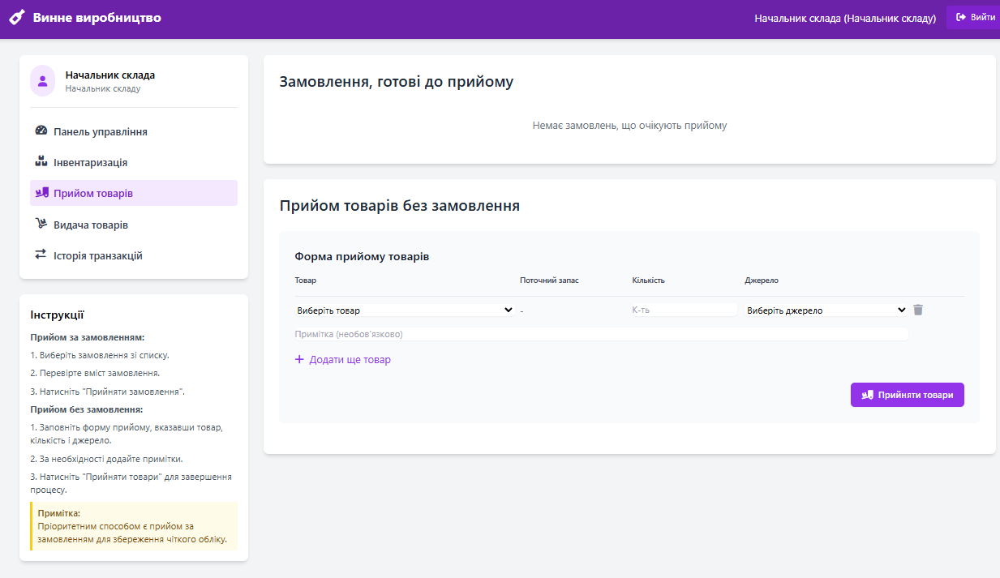 Винне виробництво
Начальник склада (Начальник складу)
Вийти
Начальник склада
Начальник складу
Панель управління
Інвентаризація
Прийом товарів
Видача товарів
Історія транзакцій
Інструкції
Прийом за замовленням:
1. Виберіть замовлення зі списку.
2. Перевірте вміст замовлення.
3. Натисніть "Прийняти замовлення".
Прийом без замовлення:
1. Заповніть форму прийому, вказавши товар,
кількість і джерело.
2. За необхідності додайте примітки.
3. Натисніть "Прийняти товари" для завершення
процесу.
Примітка:
Пріоритетним способом є прийом за
замовленням для збереження чіткого обліку.
Замовлення, готові до прийому
Немає замовлень, що очікують прийому
Прийом товарів без замовлення
Форма прийому товарів
Товар Поточний запас Кількість Джерело
Виберіть товар - К-ть Виберіть джерело
Примітка (необов'язково)
+ Додати ще товар
Прийняти товари